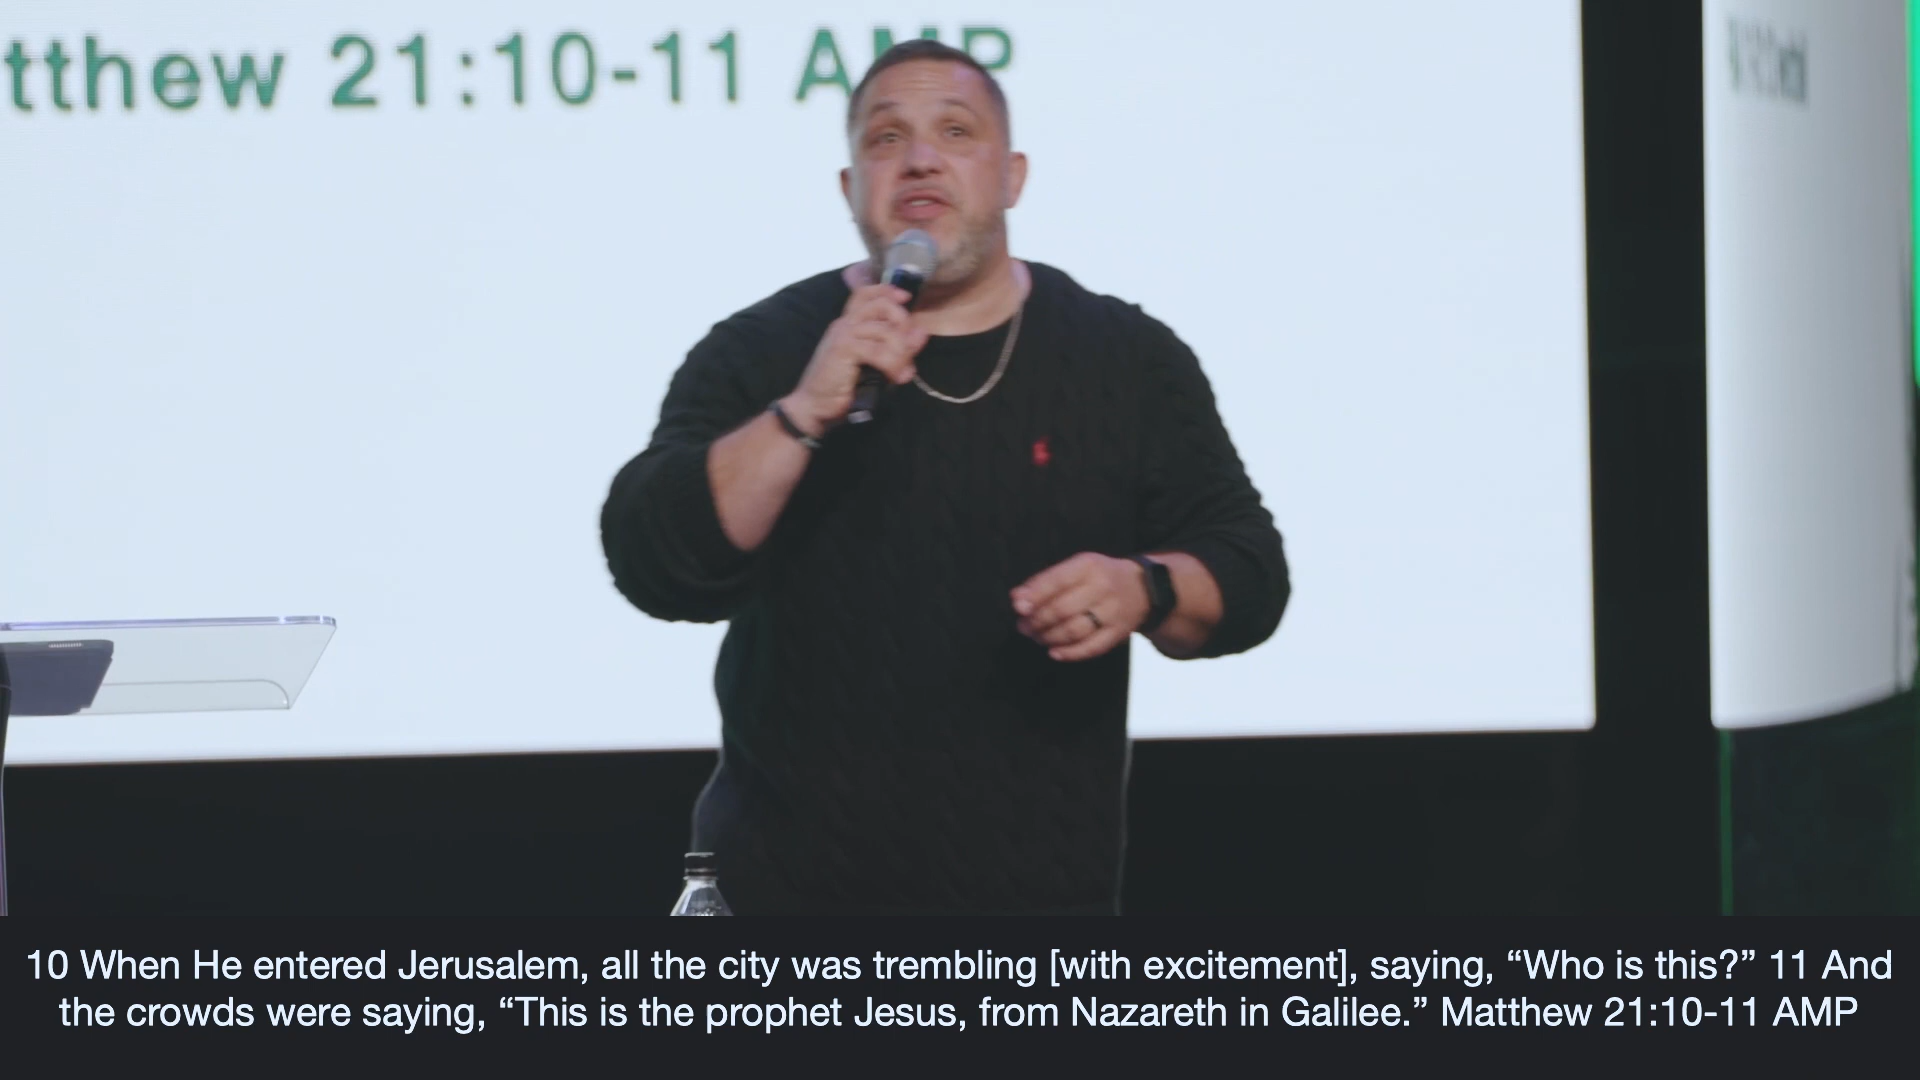 tthew 21:10-11 AMP
10 When He entered Jerusalem, all the city was trembling [with excitement], saying, “Who is this?” 11 And
the crowds were saying, “This is the prophet Jesus, from Nazareth in Galilee.” Matthew 21:10-11 AMP